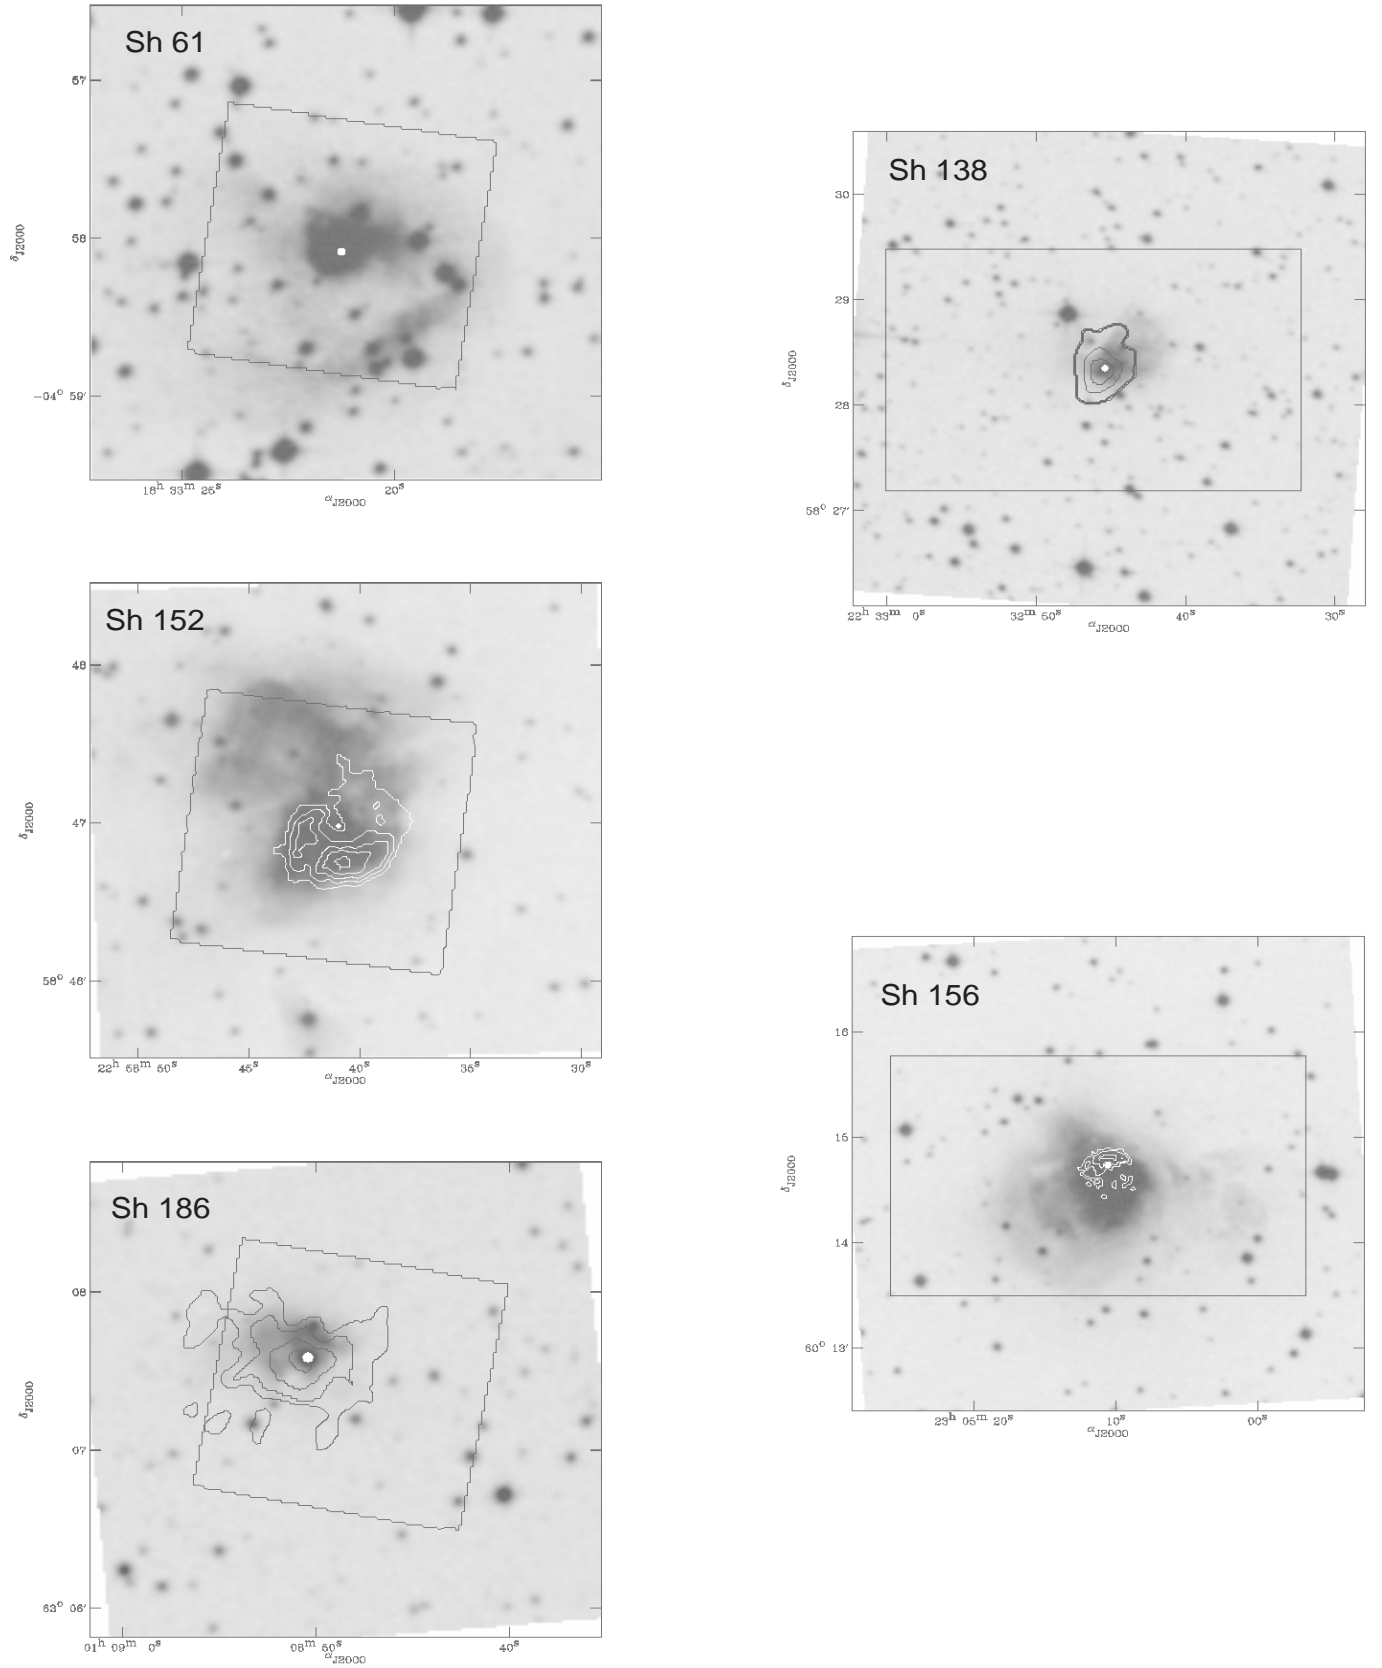 Sh 61
57'
58
δJ2000
−04° 59'
18h 33m 25s
20s
αJ2000
Sh 138
30
29
δJ2000
28
58° 27'
22h 33m 0s
32m 50s
40s
30s
αJ2000
Sh 152
48
47
δJ2000
58° 46'
22h 58m 50s
45s
40s
35s
30s
αJ2000
Sh 156
16
15
δJ2000
14
60° 13'
23h 05m 20s
10s
00s
αJ2000
Sh 186
08
δJ2000
07
63° 06'
01h 09m 0s
08m 50s
40s
αJ2000